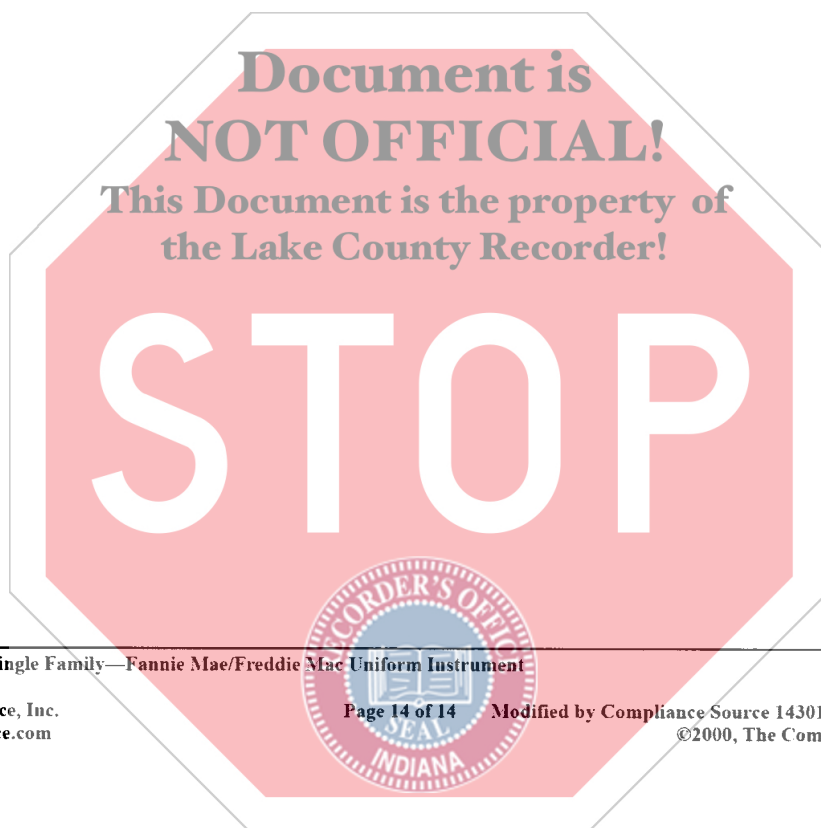 Document is
NOT OFFICIAL!
This Document is the property of
the Lake County Recorder!
STOP
RECORDER'S OFFICE
ingle Family—Fannie Mae/Freddie Mac Uniform Instrument
ce, Inc.
Page 14 of 14
Modified by Compliance Source 14301
ce.com
©2000, The Com
SEAL
INDIANA